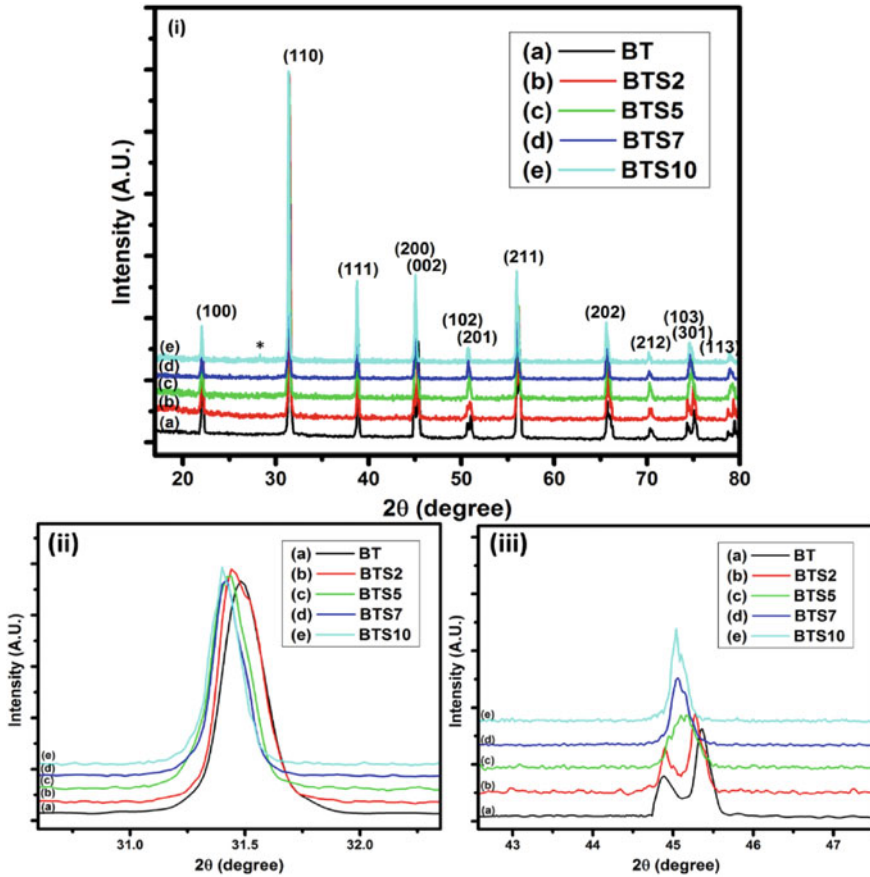 (i)
(a) BT
(b) BTS2
(c) BTS5
(d) BTS7
(e) BTS10
(100)
(110)
(111)
(200)
(002)
(102)
(201)
(211)
(202)
(212)
(103)
(301)
(113)
*
(e)
(d)
(c)
(b)
(a)
Intensity (A.U.)
20 30 40 50 60 70 80
2θ (degree)
(ii)
(a) BT
(b) BTS2
(c) BTS5
(d) BTS7
(e) BTS10
(e)
(d)
(c)
(b)
(a)
Intensity (A.U.)
31.0 31.5 32.0
2θ (degree)
(iii)
(a) BT
(b) BTS2
(c) BTS5
(d) BTS7
(e) BTS10
(e)
(d)
(c)
(b)
(a)
Intensity (A.U.)
43 44 45 46 47
2θ (degree)